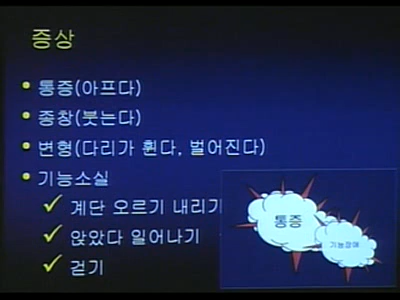 증상
통증(아프다)
종창(붓는다)
변형(다리가 휜다, 벌어진다)
기능소실
계단 오르기 내리기
앉았다 일어나기
걷기
통증
기능장애